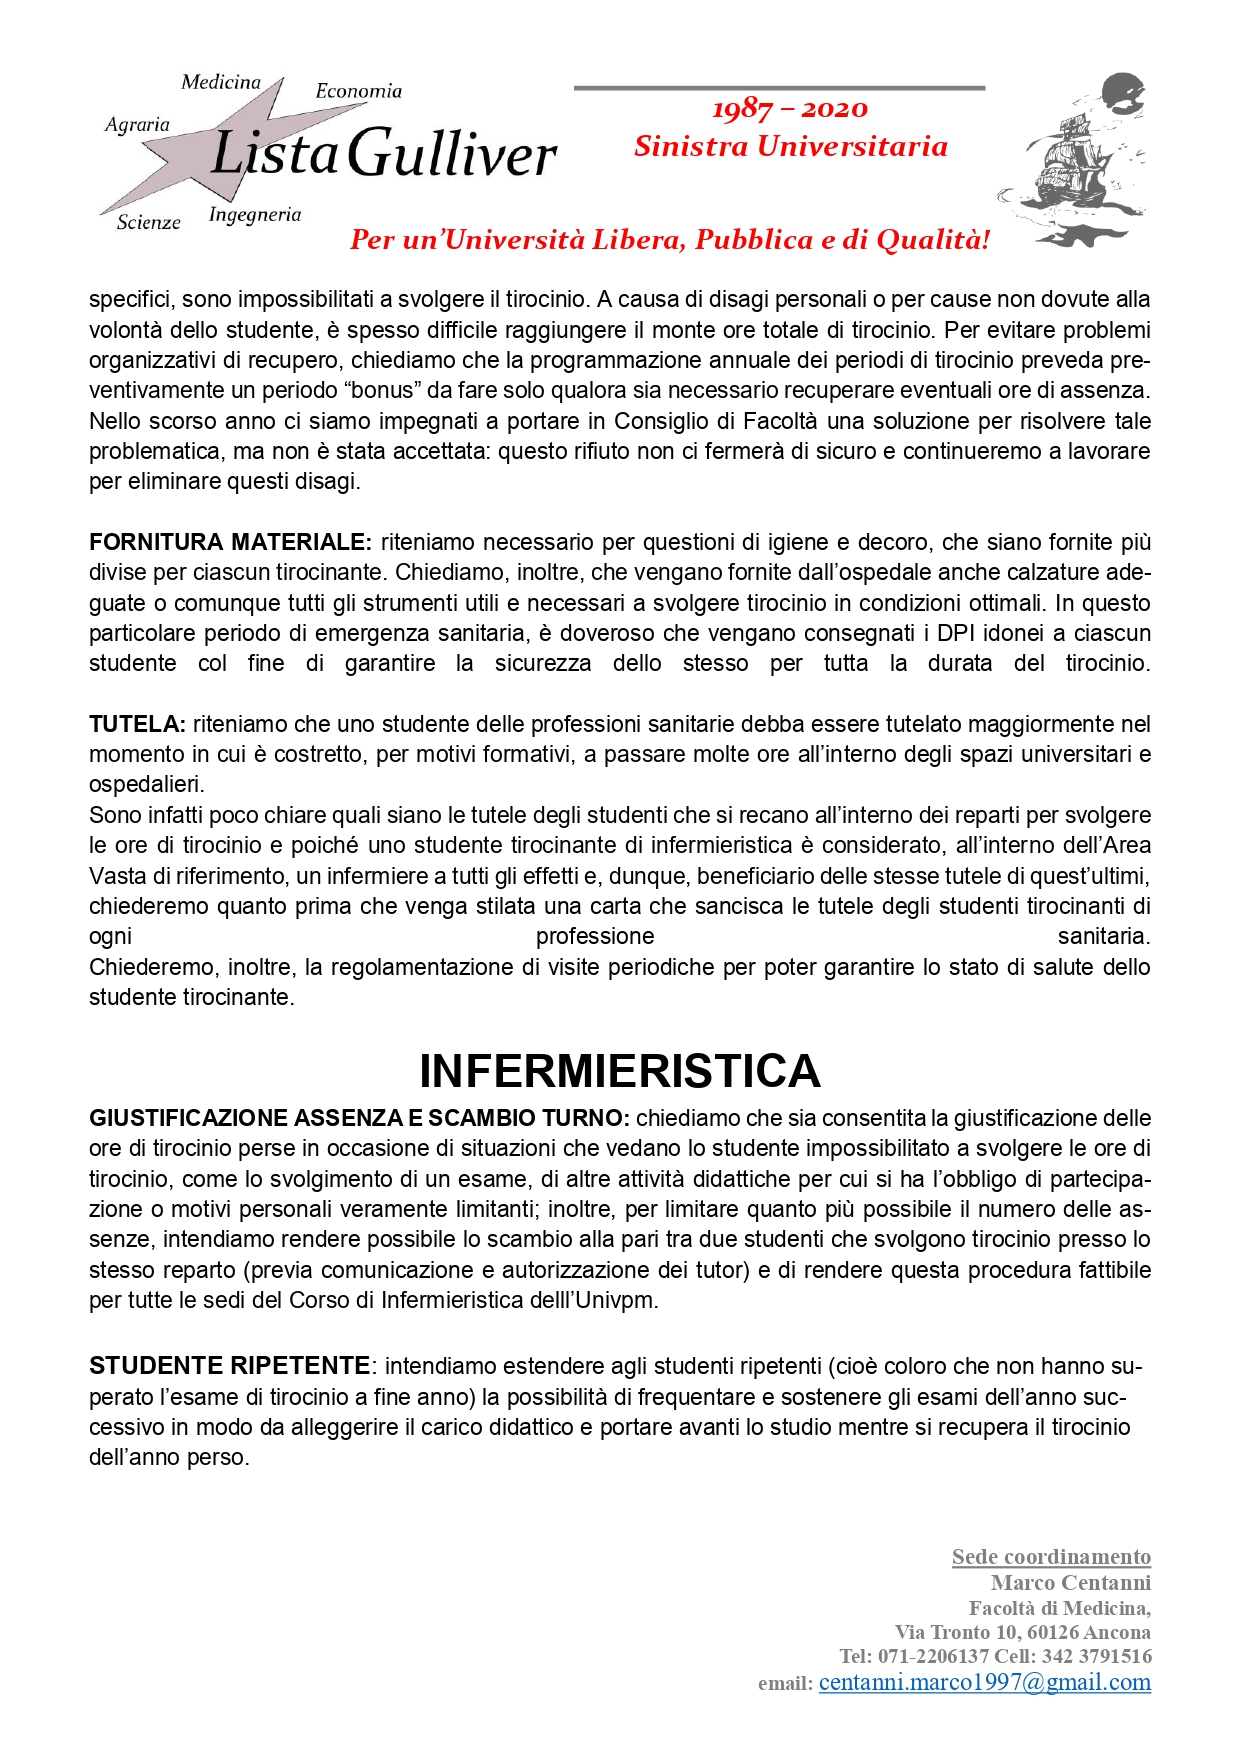 Medicina
Economia
Agraria
Lista Gulliver
Scienze
Ingegneria
1987 – 2020
Sinistra Universitaria
Per un’Università Libera, Pubblica e di Qualità!
specifici, sono impossibilitati a svolgere il tirocinio. A causa di disagi personali o per cause non dovute alla
volontà dello studente, è spesso difficile raggiungere il monte ore totale di tirocinio. Per evitare problemi
organizzativi di recupero, chiediamo che la programmazione annuale dei periodi di tirocinio preveda pre-
ventivamente un periodo “bonus” da fare solo qualora sia necessario recuperare eventuali ore di assenza.
Nello scorso anno ci siamo impegnati a portare in Consiglio di Facoltà una soluzione per risolvere tale
problematica, ma non è stata accettata: questo rifiuto non ci fermerà di sicuro e continueremo a lavorare
per eliminare questi disagi.
FORNITURA MATERIALE: riteniamo necessario per questioni di igiene e decoro, che siano fornite più
divise per ciascun tirocinante. Chiediamo, inoltre, che vengano fornite dall’ospedale anche calzature ade-
guate o comunque tutti gli strumenti utili e necessari a svolgere tirocinio in condizioni ottimali. In questo
particolare periodo di emergenza sanitaria, è doveroso che vengano consegnati i DPI idonei a ciascun
studente col fine di garantire la sicurezza dello stesso per tutta la durata del tirocinio.
TUTELA: riteniamo che uno studente delle professioni sanitarie debba essere tutelato maggiormente nel
momento in cui è costretto, per motivi formativi, a passare molte ore all’interno degli spazi universitari e
ospedalieri.
Sono infatti poco chiare quali siano le tutele degli studenti che si recano all’interno dei reparti per svolgere
le ore di tirocinio e poiché uno studente tirocinante di infermieristica è considerato, all’interno dell’Area
Vasta di riferimento, un infermiere a tutti gli effetti e, dunque, beneficiario delle stesse tutele di quest’ultimi,
chiederemo quanto prima che venga stilata una carta che sancisca le tutele degli studenti tirocinanti di
ogni professione sanitaria.
Chiederemo, inoltre, la regolamentazione di visite periodiche per poter garantire lo stato di salute dello
studente tirocinante.
INFERMIERISTICA
GIUSTIFICAZIONE ASSENZA E SCAMBIO TURNO: chiediamo che sia consentita la giustificazione delle
ore di tirocinio perse in occasione di situazioni che vedano lo studente impossibilitato a svolgere le ore di
tirocinio, come lo svolgimento di un esame, di altre attività didattiche per cui si ha l’obbligo di partecipa-
zione o motivi personali veramente limitanti; inoltre, per limitare quanto più possibile il numero delle as-
senze, intendiamo rendere possibile lo scambio alla pari tra due studenti che svolgono tirocinio presso lo
stesso reparto (previa comunicazione e autorizzazione dei tutor) e di rendere questa procedura fattibile
per tutte le sedi del Corso di Infermieristica delll’Univpm.
STUDENTE RIPETENTE: intendiamo estendere agli studenti ripetenti (cioè coloro che non hanno su-
perato l’esame di tirocinio a fine anno) la possibilità di frequentare e sostenere gli esami dell’anno suc-
cessivo in modo da alleggerire il carico didattico e portare avanti lo studio mentre si recupera il tirocinio
dell’anno perso.
Sede coordinamento
Marco Centanni
Facoltà di Medicina,
Via Tronto 10, 60126 Ancona
Tel: 071-2206137 Cell: 342 3791516
email: centanni.marco1997@gmail.com